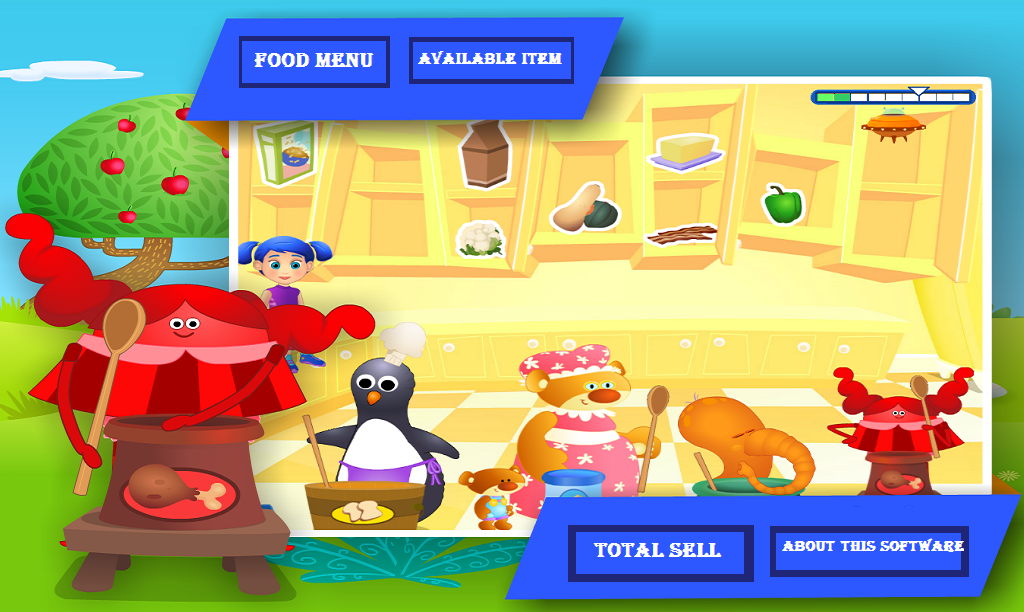 FOOD MENU
AVAILABLE ITEM
TOTAL SELL
ABOUT THIS SOFTWARE